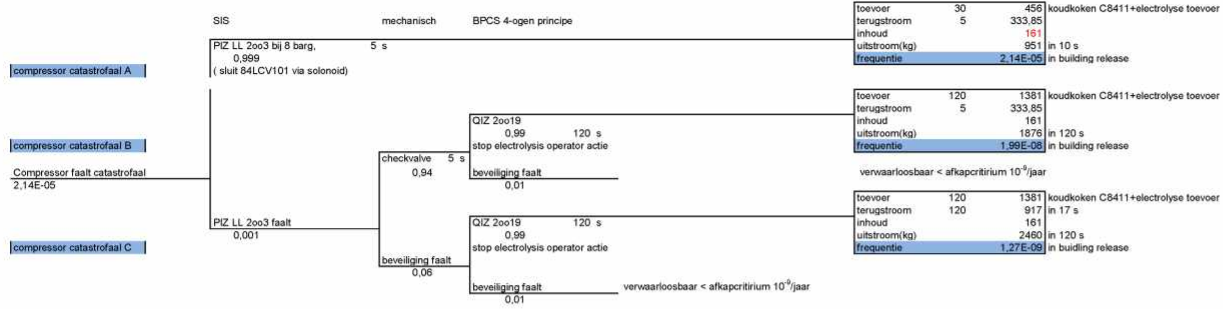 SIS mechanisch BPCS 4-ogen principe
toevoer 30 456 koudkoken C8411+electrolyse toevoer
terugstroom 5 333,85
inhoud 161
uitstroom(kg) 951 in 10 s
frequentie 2,14E-05 in building release
PIZ LL 2oo3 bij 8 barg, 5 s
0,999
( sluit 84LCV101 via solonoid)
compressor catastrofaal A
toevoer 120 1381 koudkoken C8411+electrolyse toevoer
terugstroom 5 333,85
inhoud 161
uitstroom(kg) 1876 in 120 s
frequentie 1,99E-08 in building release
QIZ 2oo19
0,99 120 s
stop electrolysis operator actie
compressor catastrofaal B
checkvalve 5 s
0,94
beveiliging faalt
0,01
verwaarloosbaar < afkapcritirium 10⁻⁹/jaar
Compressor faalt catastrofaal
2,14E-05
toevoer 120 1381 koudkoken C8411+electrolyse toevoer
terugstroom 120 917 in 17 s
inhoud 161
uitstroom(kg) 2460 in 120 s
frequentie 1,27E-09 in buidling release
PIZ LL 2oo3 faalt
0,001
QIZ 2oo19 120 s
0,99
stop electrolysis operator actie
compressor catastrofaal C
beveiliging faalt
0,06
beveiliging faalt
0,01
verwaarloosbaar < afkapcritirium 10⁻⁹/jaar